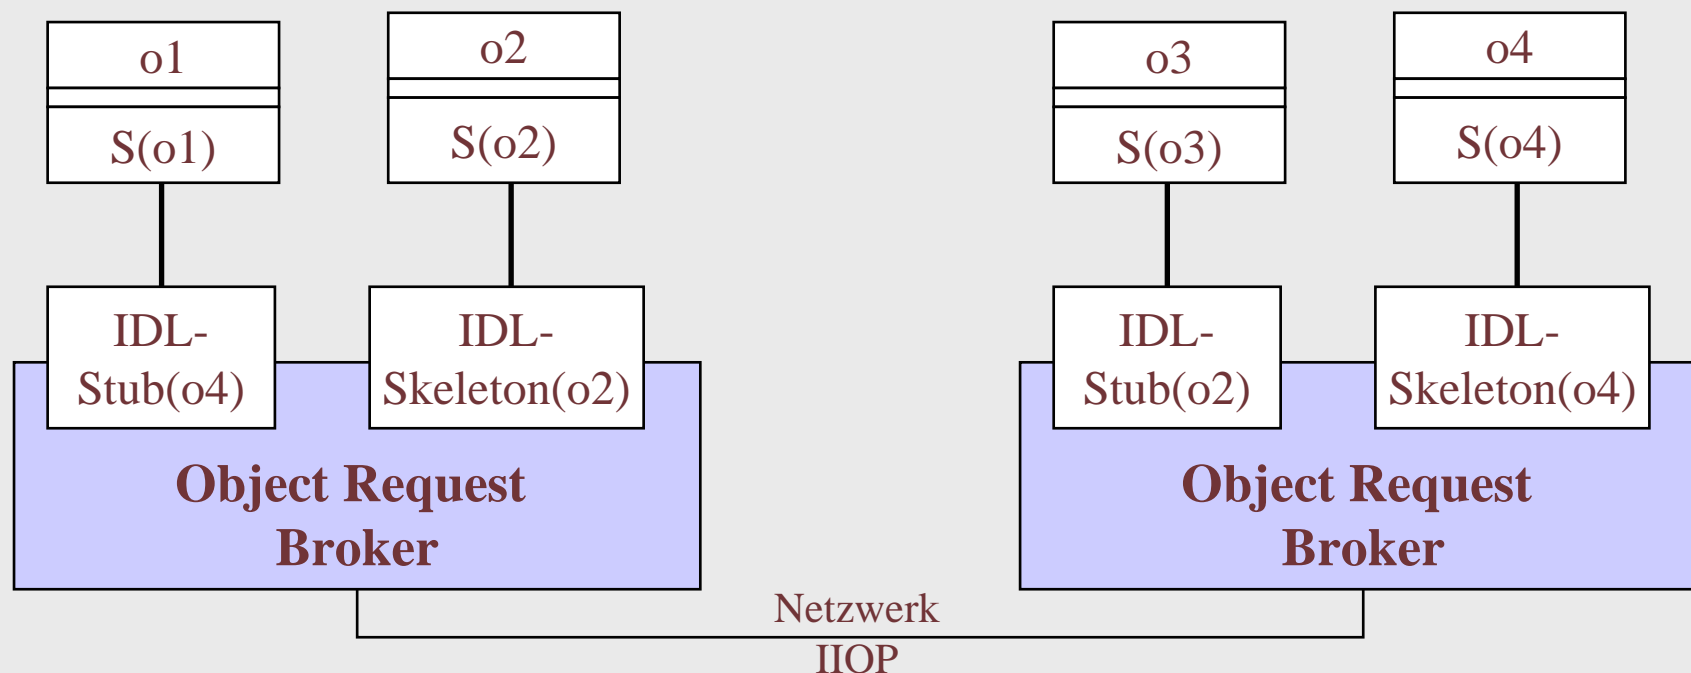 o1
S(o1)
o2
S(o2)
o3
S(o3)
o4
S(o4)
IDL-
Stub(o4)
IDL-
Skeleton(o2)
IDL-
Stub(o2)
IDL-
Skeleton(o4)
Object Request
Broker
Object Request
Broker
Netzwerk
IIOP